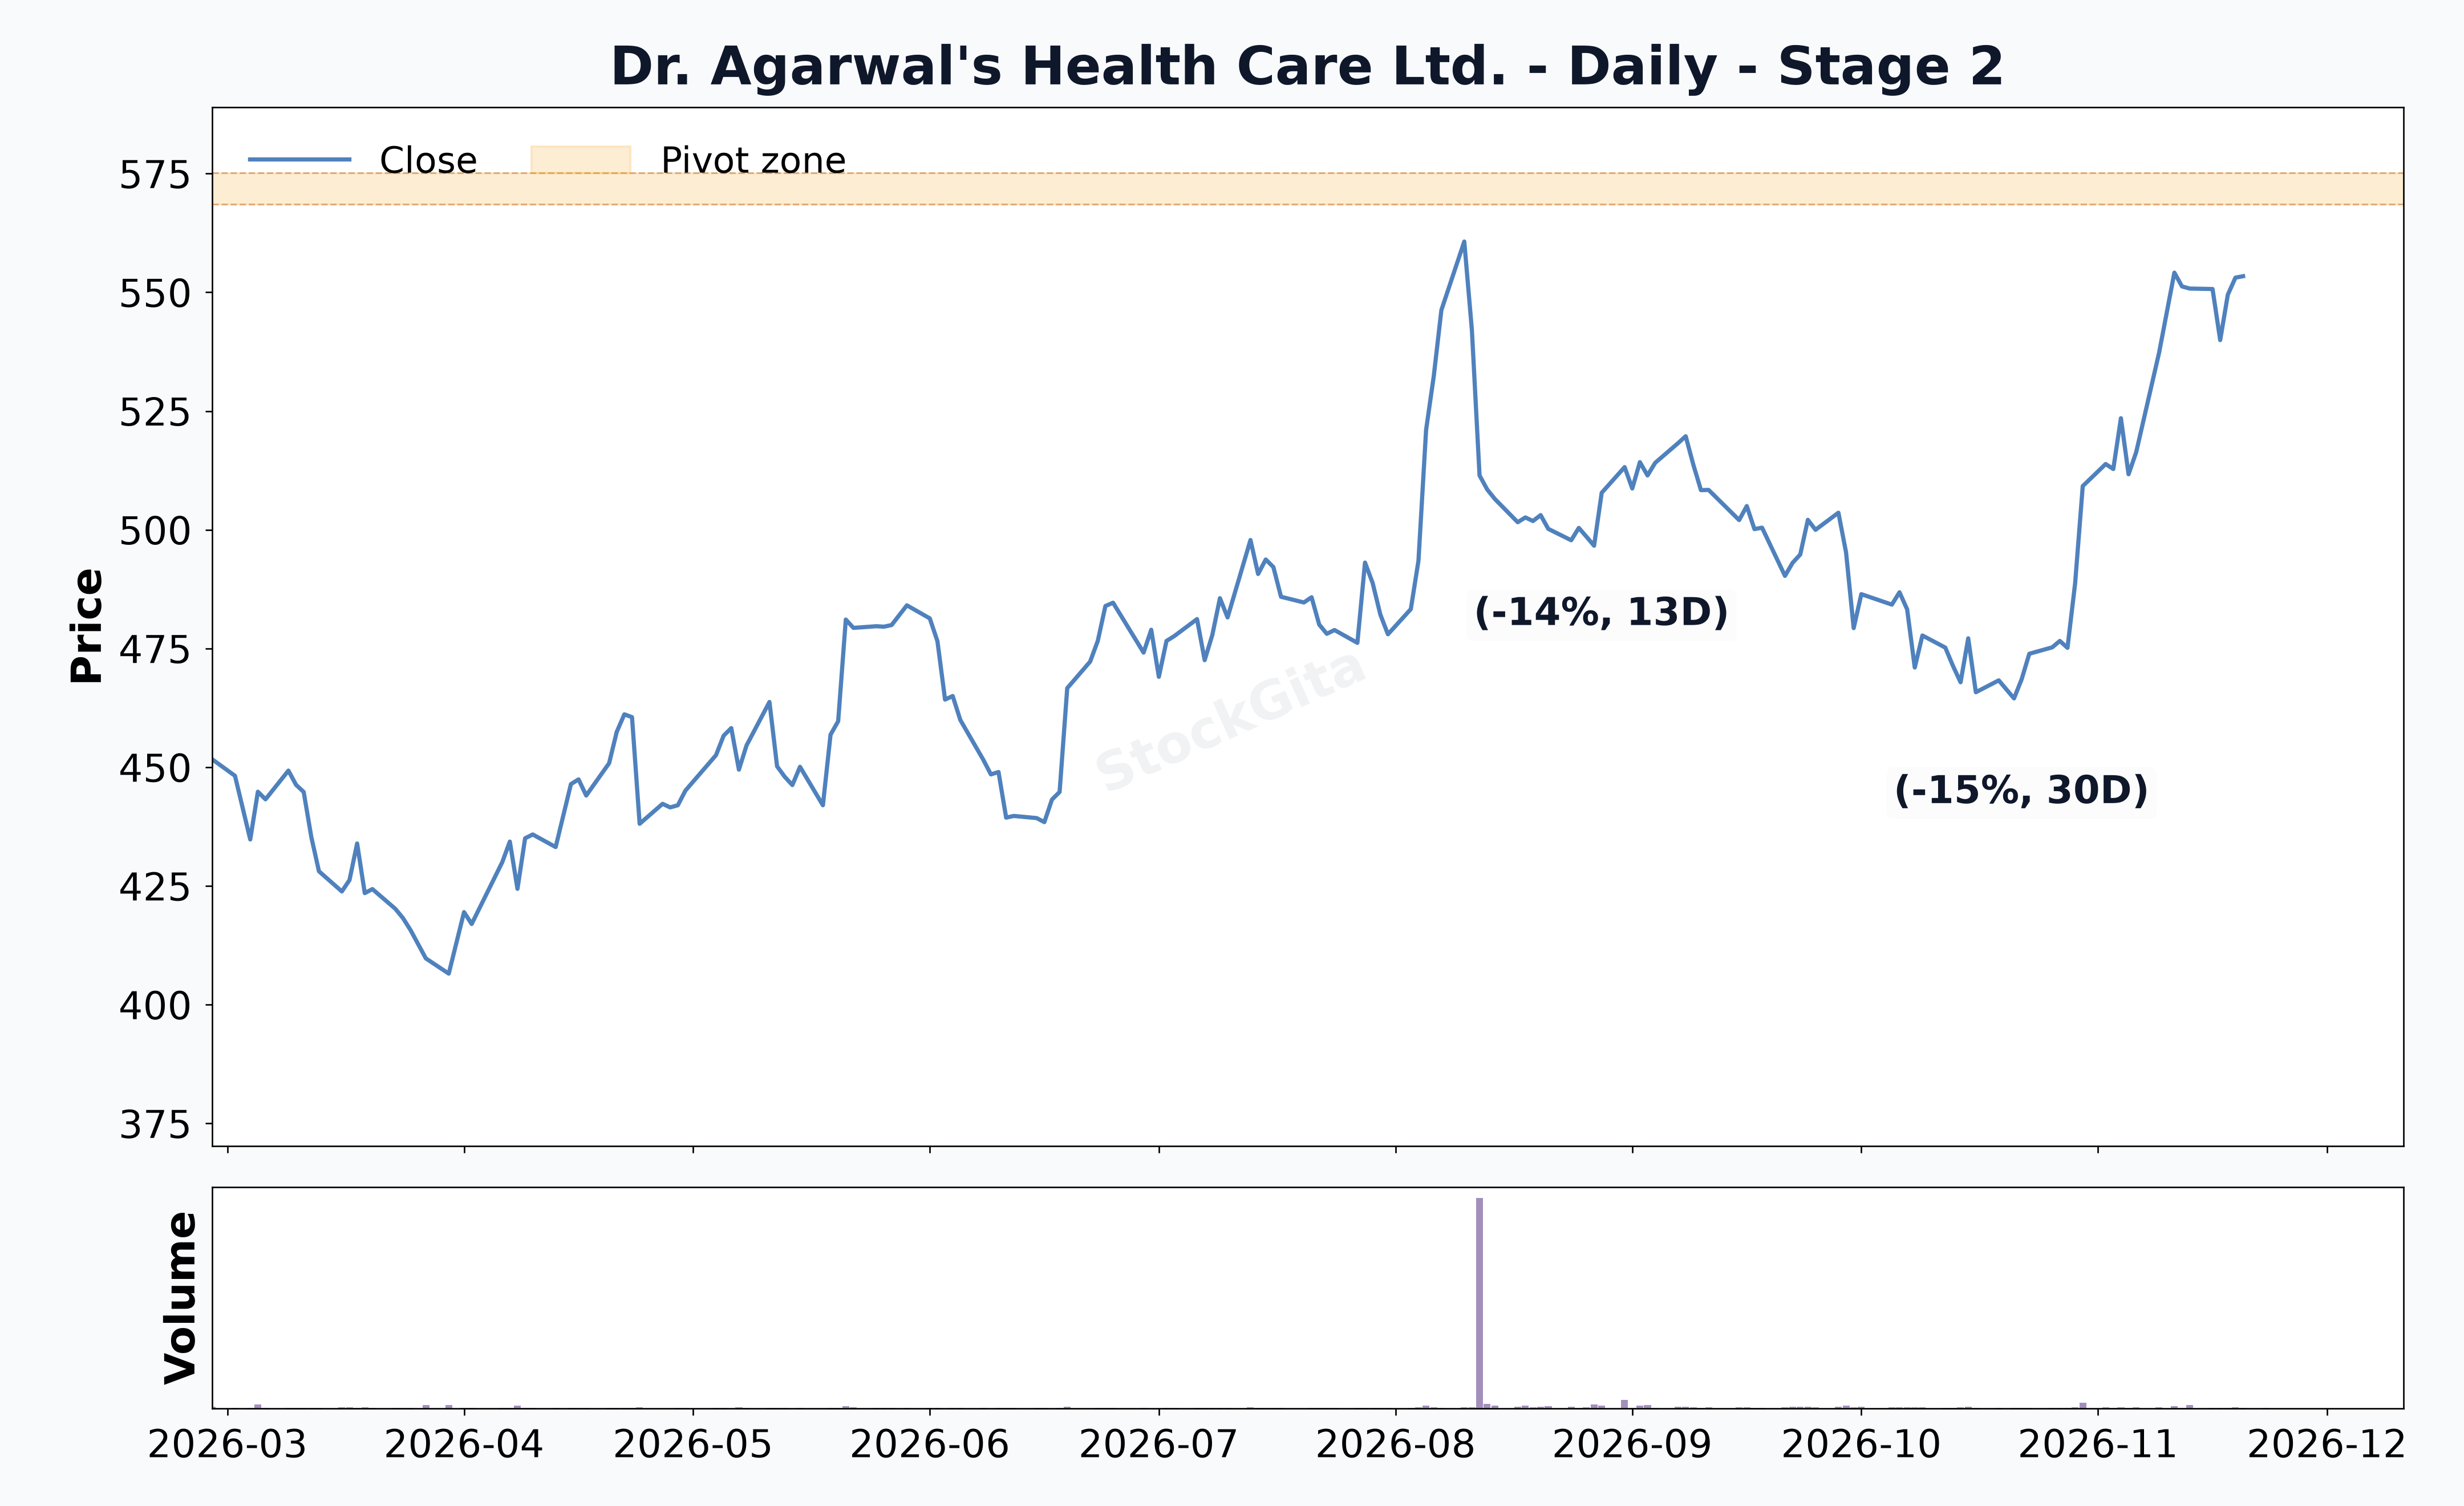 Dr. Agarwal's Health Care Ltd. - Daily - Stage 2
Close
Pivot zone
575
550
525
500
475
450
425
400
375
Price
(-14%, 13D)
(-15%, 30D)
StockGita
Volume
2026-03
2026-04
2026-05
2026-06
2026-07
2026-08
2026-09
2026-10
2026-11
2026-12